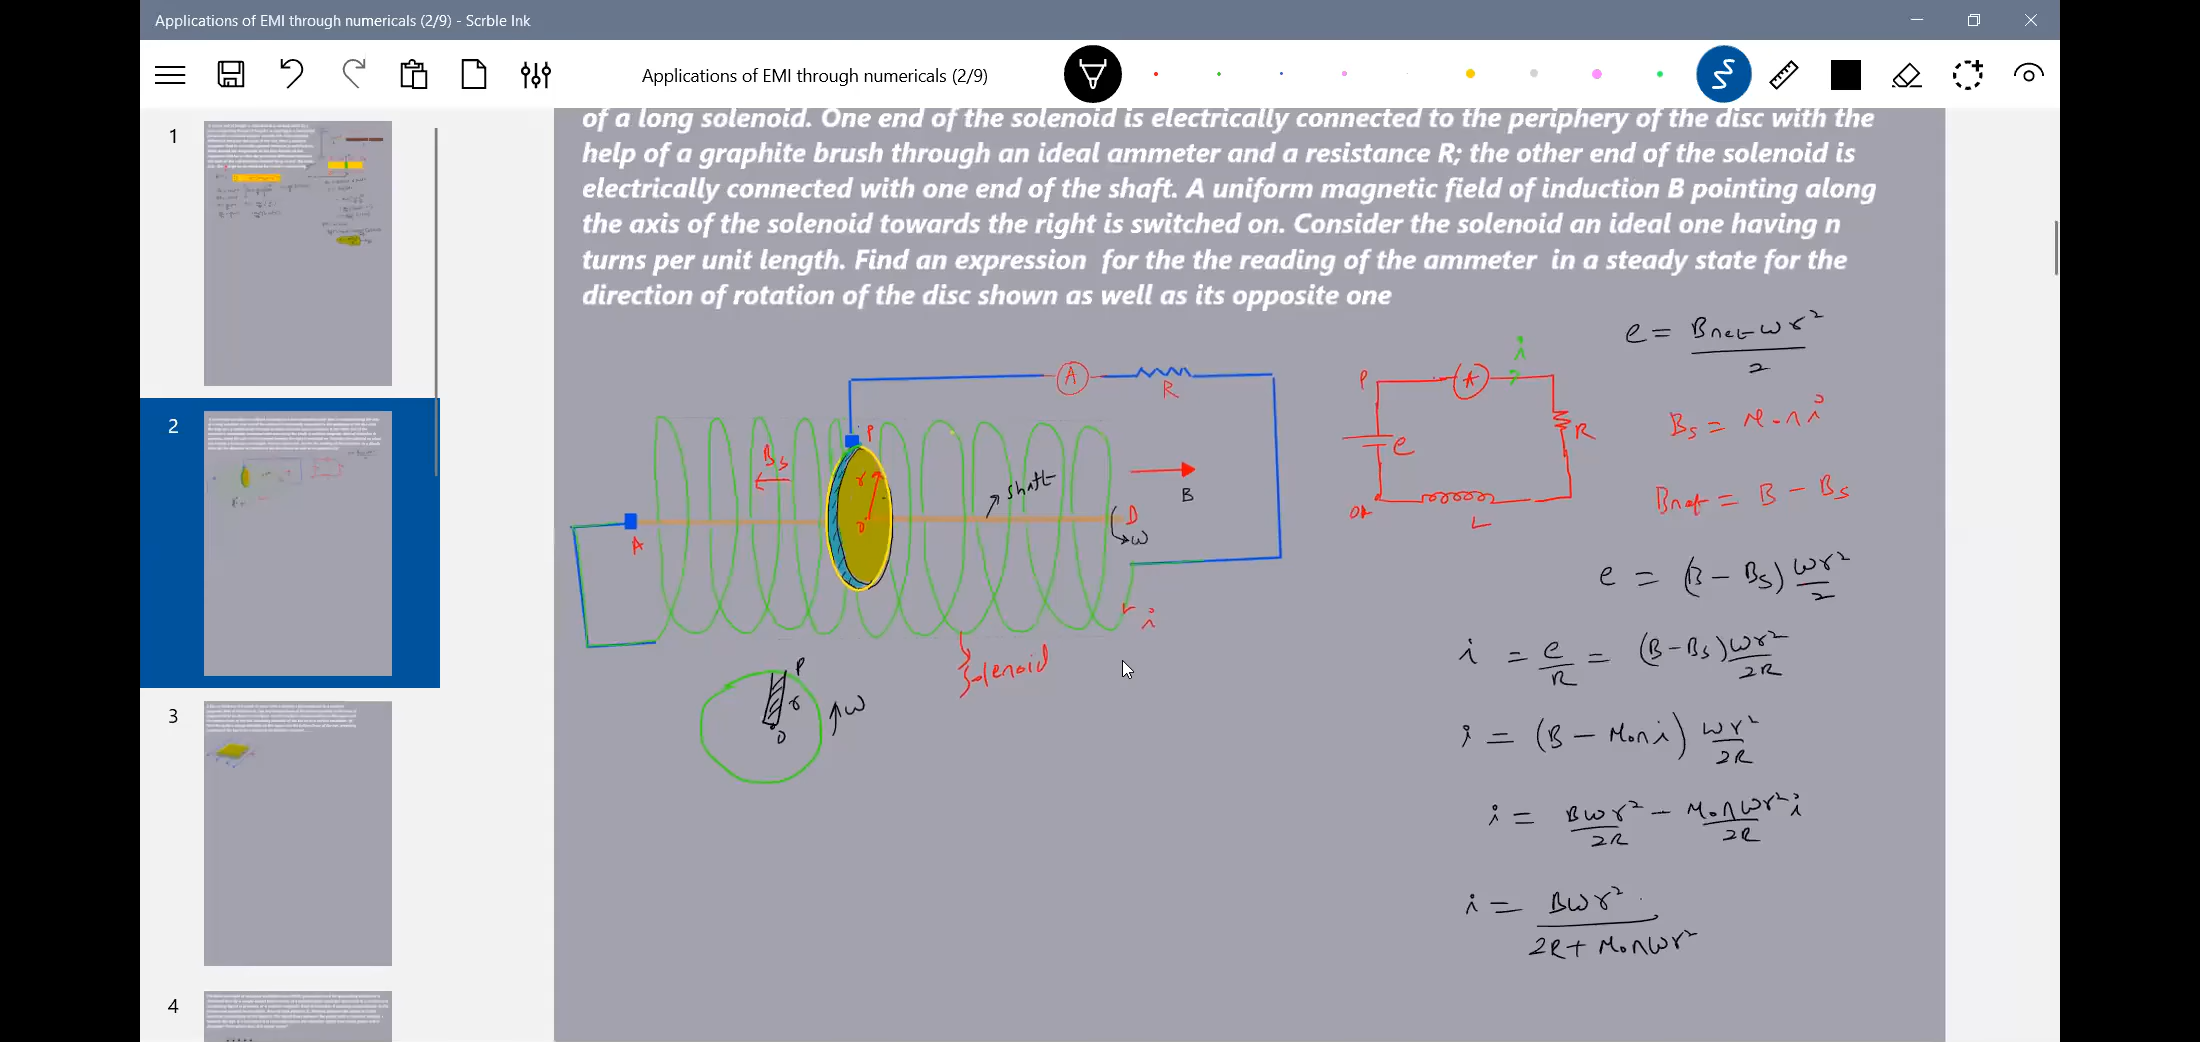 Applications of EMI through numericals (2/9) - Scrble Ink
Applications of EMI through numericals (2/9)
1
2
3
4
of a long solenoid. One end of the solenoid is electrically connected to the periphery of the disc with the
help of a graphite brush through an ideal ammeter and a resistance R; the other end of the solenoid is
electrically connected with one end of the shaft. A uniform magnetic field of induction B pointing along
the axis of the solenoid towards the right is switched on. Consider the solenoid an ideal one having n
turns per unit length. Find an expression for the the reading of the ammeter in a steady state for the
direction of rotation of the disc shown as well as its opposite one
A
R
P
Bs
r
O
shaft
B
A
D
ω
i
Solenoid
P
r
O
ω
i
P
A
e
R
L
e = Bnet ωr² / 2
Bs = μ₀ n i
Bnet = B - Bs
e = (B - Bs) ωr² / 2
i = e / R = (B - Bs) ωr² / 2R
i = (B - μ₀ni) ωr² / 2R
i = Bωr² / 2R - μ₀nωr² i / 2R
i = Bωr² / 2R + μ₀nωr²